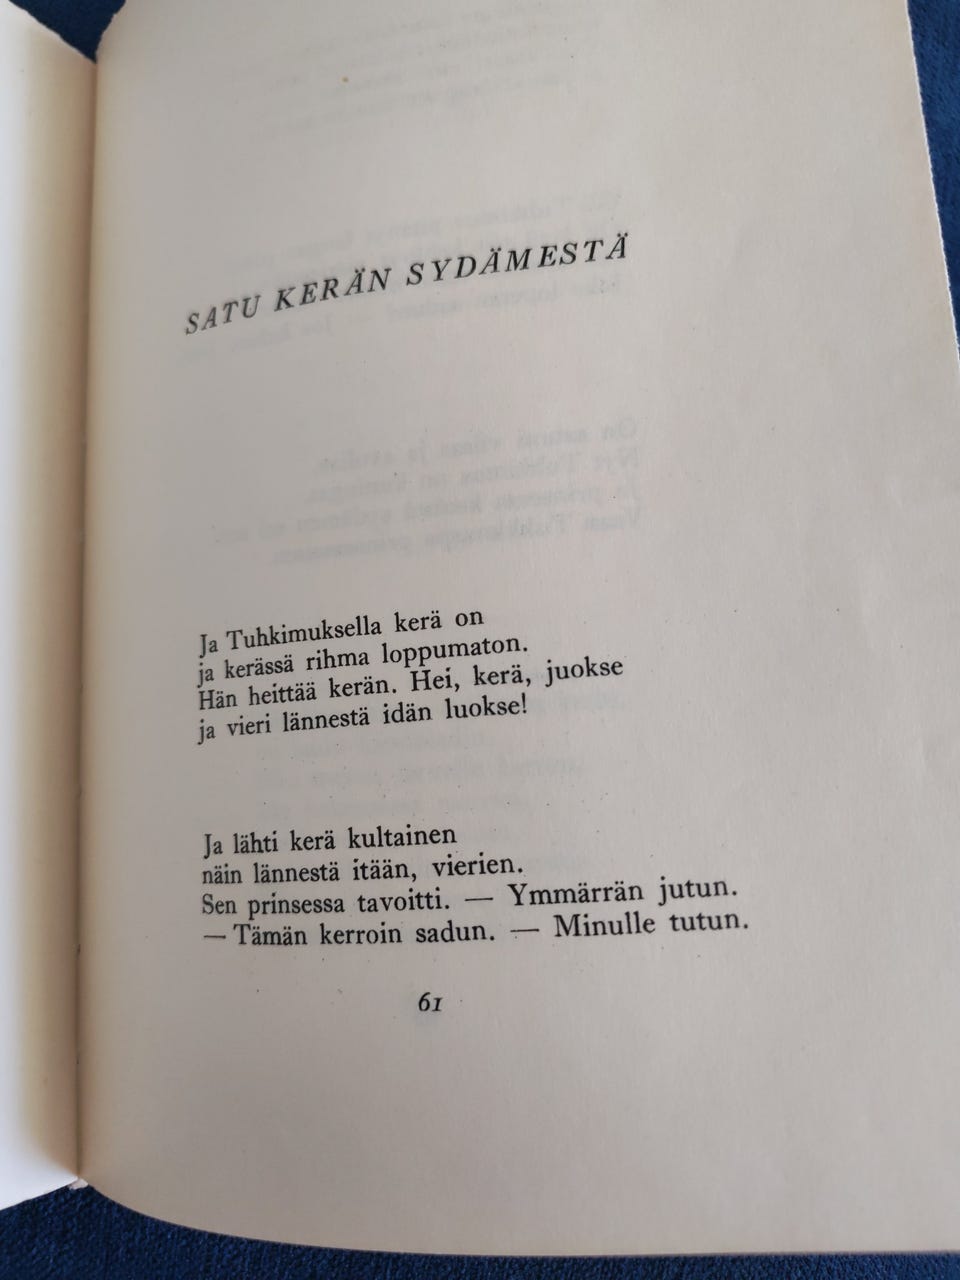 SATU KERÄN SYDÄMESTÄ
Ja Tuhkimuksella kerä on
ja kerässä rihma loppumaton.
Hän heittää kerän. Hei, kerä, juokse
ja vieri lännestä idän luokse!
Ja lähti kerä kultainen
näin lännestä itään, vierien.
Sen prinsessa tavoitti. — Ymmärrän jutun.
— Tämän kerroin sadun. — Minulle tutun.
61